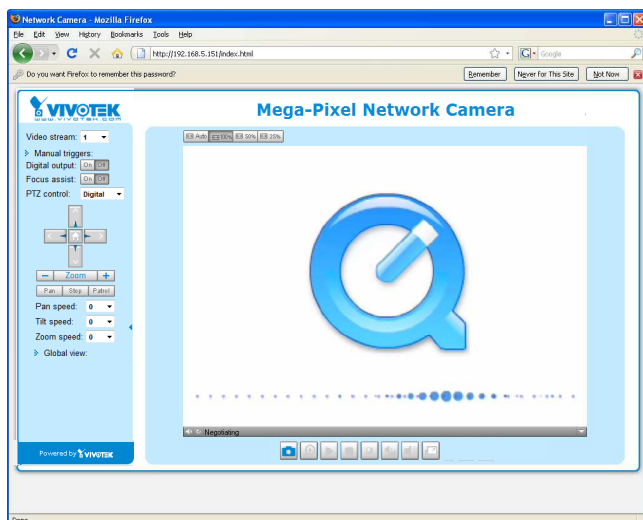 Network Camera - Mozilla Firefox
File Edit View History Bookmarks Tools Help
http://192.168.5.151/index.html
Google
Do you want Firefox to remember this password?
Remember
Never for This Site
Not Now
VIVOTEK
WWW.VIVOTEK.COM
Mega-Pixel Network Camera
Video stream: 1
Auto 100% 50% 25%
Manual triggers:
Digital output: On Off
Focus assist: On Off
PTZ control: Digital
Zoom
Pan Stop Patrol
Pan speed: 0
Tilt speed: 0
Zoom speed: 0
Global view:
Negotiating
Powered by VIVOTEK
Done